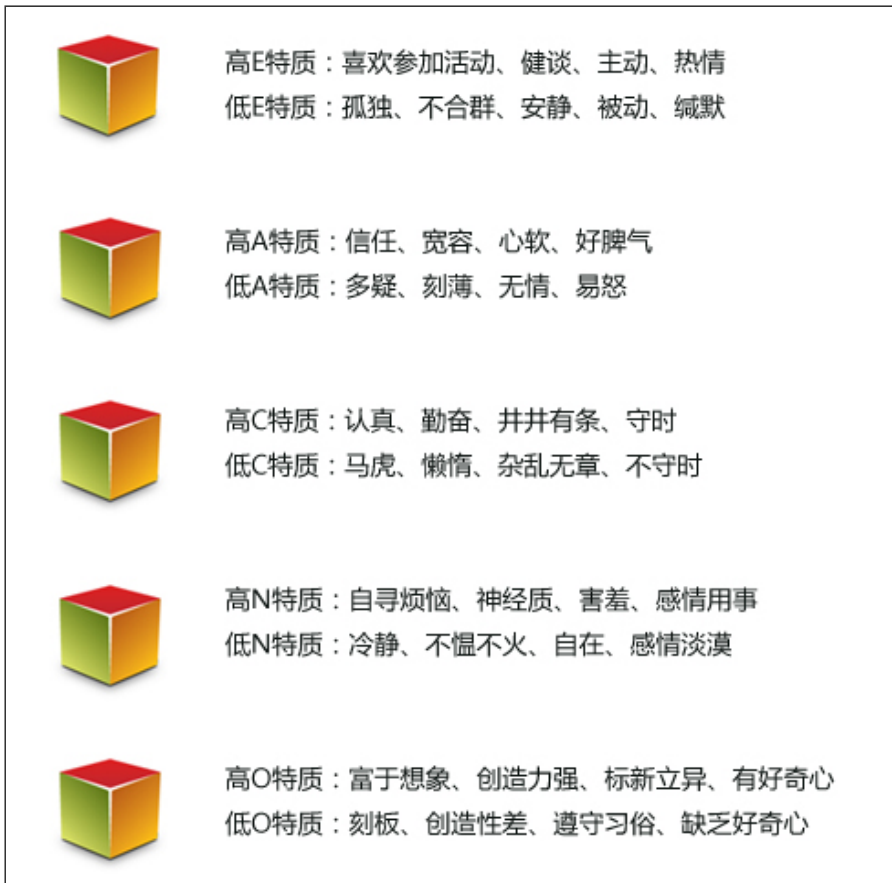 高E特质：喜欢参加活动、健谈、主动、热情
低E特质：孤独、不合群、安静、被动、缄默
高A特质：信任、宽容、心软、好脾气
低A特质：多疑、刻薄、无情、易怒
高C特质：认真、勤奋、井井有条、守时
低C特质：马虎、懒惰、杂乱无章、不守时
高N特质：自寻烦恼、神经质、害羞、感情用事
低N特质：冷静、不愠不火、自在、感情淡漠
高O特质：富于想象、创造力强、标新立异、有好奇心
低O特质：刻板、创造性差、遵守习俗、缺乏好奇心